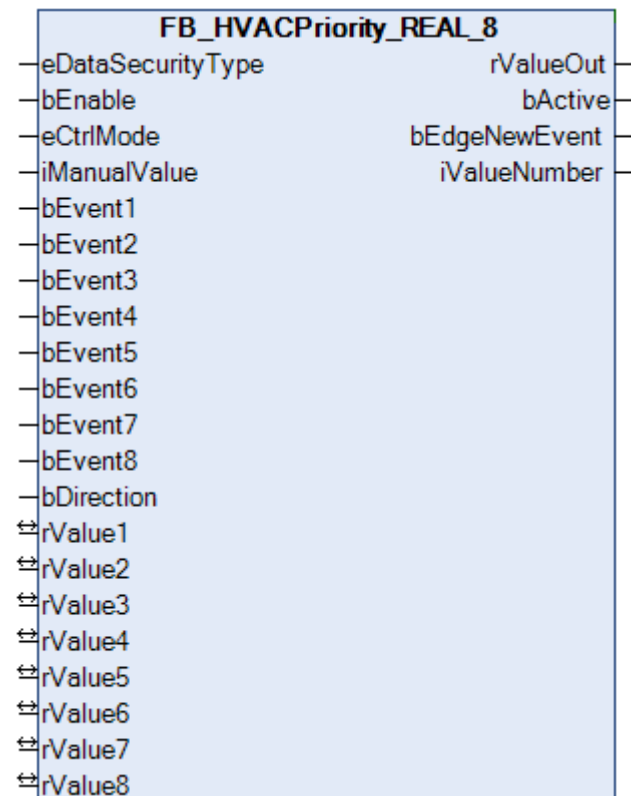 FB_HVACPriority_REAL_8
eDataSecurityType rValueOut
bEnable bActive
eCtrlMode bEdgeNewEvent
iManualValue iValueNumber
bEvent1
bEvent2
bEvent3
bEvent4
bEvent5
bEvent6
bEvent7
bEvent8
bDirection
rValue1
rValue2
rValue3
rValue4
rValue5
rValue6
rValue7
rValue8